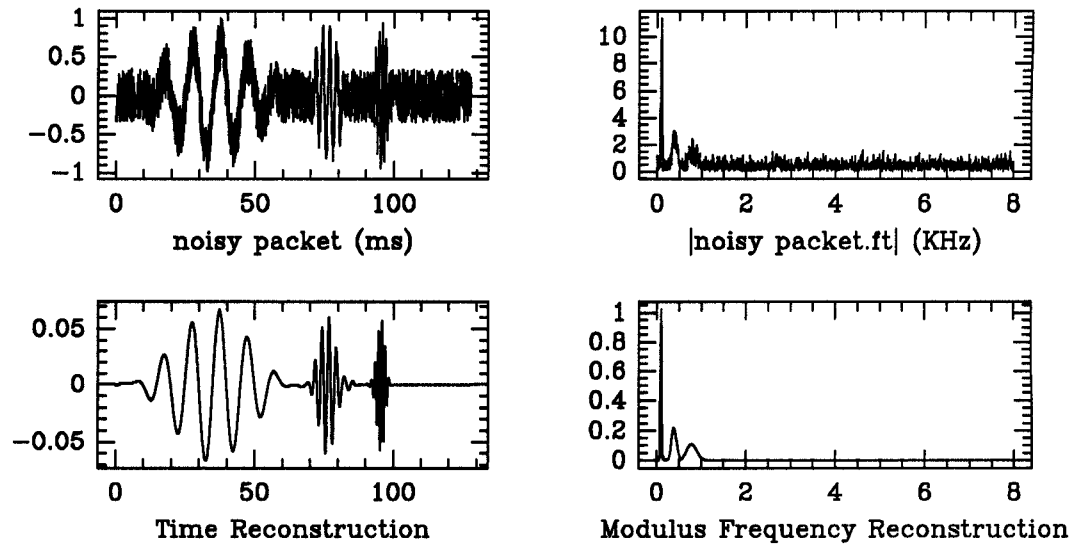 1
0.5
0
−0.5
−1
0 50 100
noisy packet (ms)
10
8
6
4
2
0
0 2 4 6 8
|noisy packet.ft| (KHz)
0.05
0
−0.05
0 50 100
Time Reconstruction
1
0.8
0.6
0.4
0.2
0
0 2 4 6 8
Modulus Frequency Reconstruction